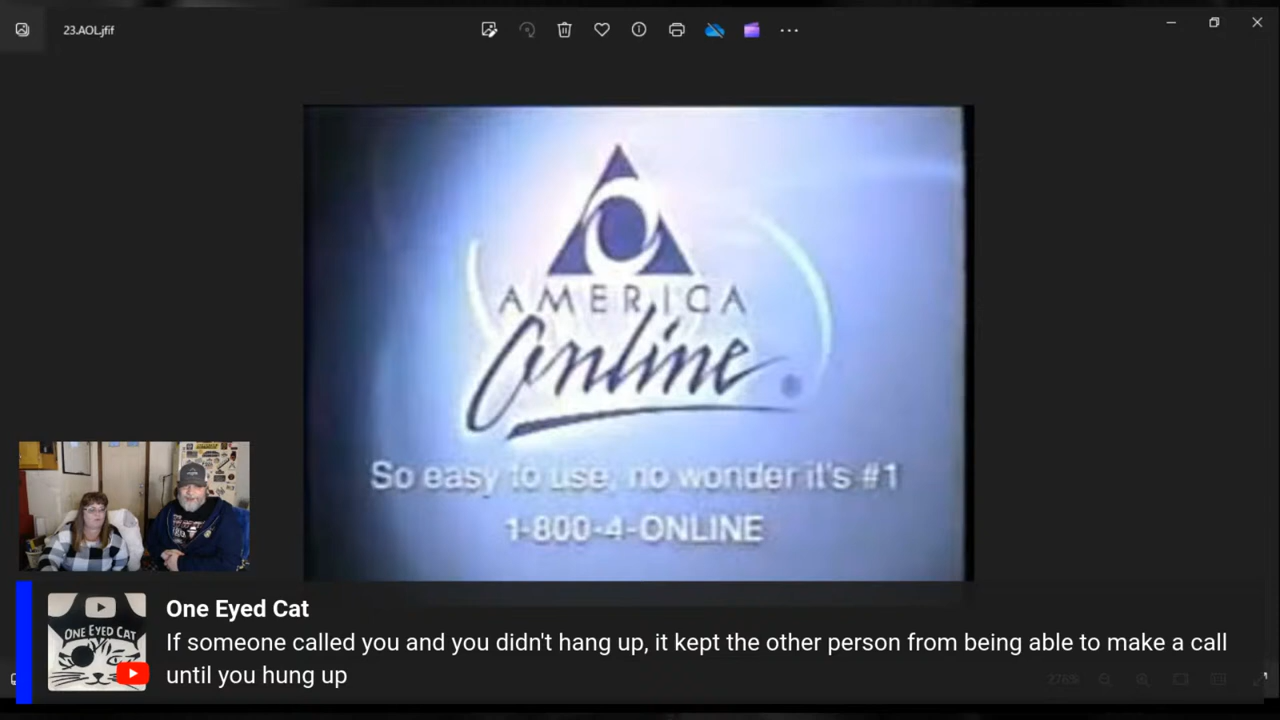 23.AOL.jfif
AMERICA
Online
®
So easy to use, no wonder it's #1
1-800-4-ONLINE
ONE EYED CAT
One Eyed Cat
If someone called you and you didn't hang up, it kept the other person from being able to make a call
until you hung up
276%